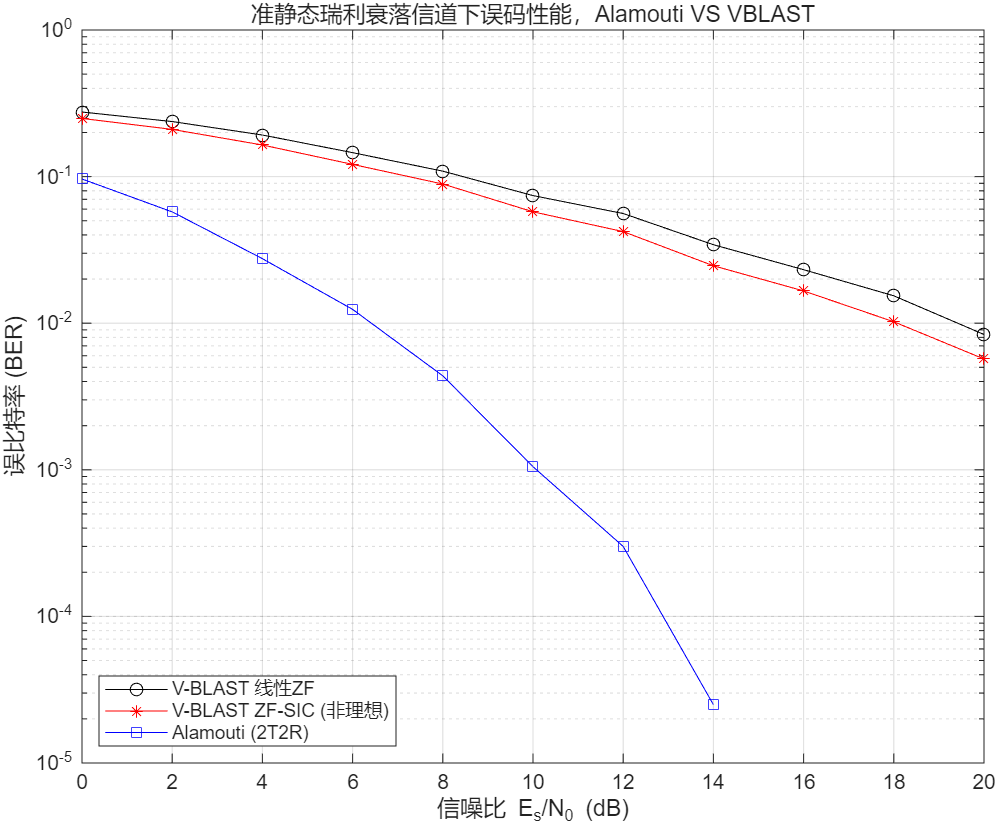 准静态瑞利衰落信道下误码性能，Alamouti VS VBLAST
10^0
10^-1
10^-2
10^-3
10^-4
10^-5
误比特率 (BER)
V-BLAST 线性ZF
V-BLAST ZF-SIC (非理想)
Alamouti (2T2R)
0 2 4 6 8 10 12 14 16 18 20
信噪比 E_s/N_0 (dB)